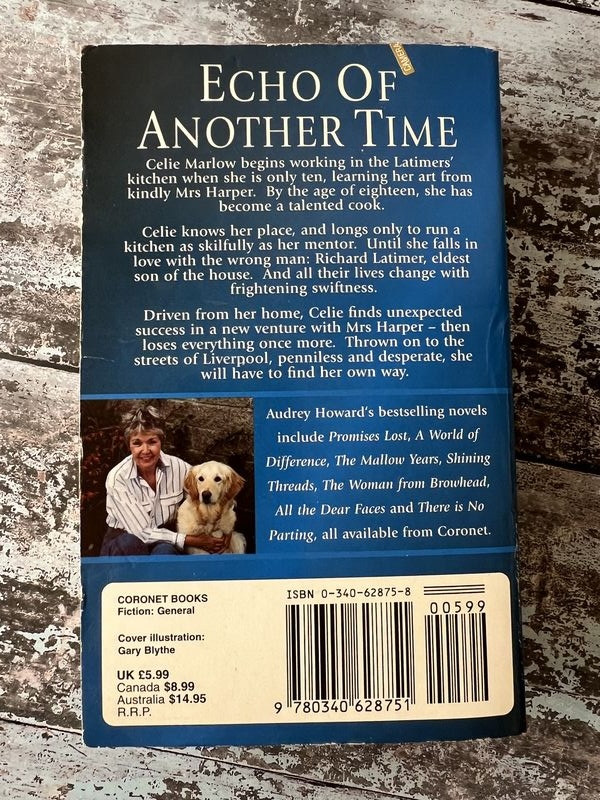 CAMERA
ECHO OF
ANOTHER TIME
Celie Marlow begins working in the Latimers'
kitchen when she is only ten, learning her art from
kindly Mrs Harper. By the age of eighteen, she has
become a talented cook.
Celie knows her place, and longs only to run a
kitchen as skilfully as her mentor. Until she falls in
love with the wrong man: Richard Latimer, eldest
son of the house. And all their lives change with
frightening swiftness.
Driven from her home, Celie finds unexpected
success in a new venture with Mrs Harper – then
loses everything once more. Thrown on to the
streets of Liverpool, penniless and desperate, she
will have to find her own way.
Audrey Howard's bestselling novels
include Promises Lost, A World of
Difference, The Mallow Years, Shining
Threads, The Woman from Browhead,
All the Dear Faces and There is No
Parting, all available from Coronet.
CORONET BOOKS
Fiction: General
Cover illustration:
Gary Blythe
UK £5.99
Canada $8.99
Australia $14.95
R.R.P.
ISBN 0-340-62875-8
00599
9 780340 628751